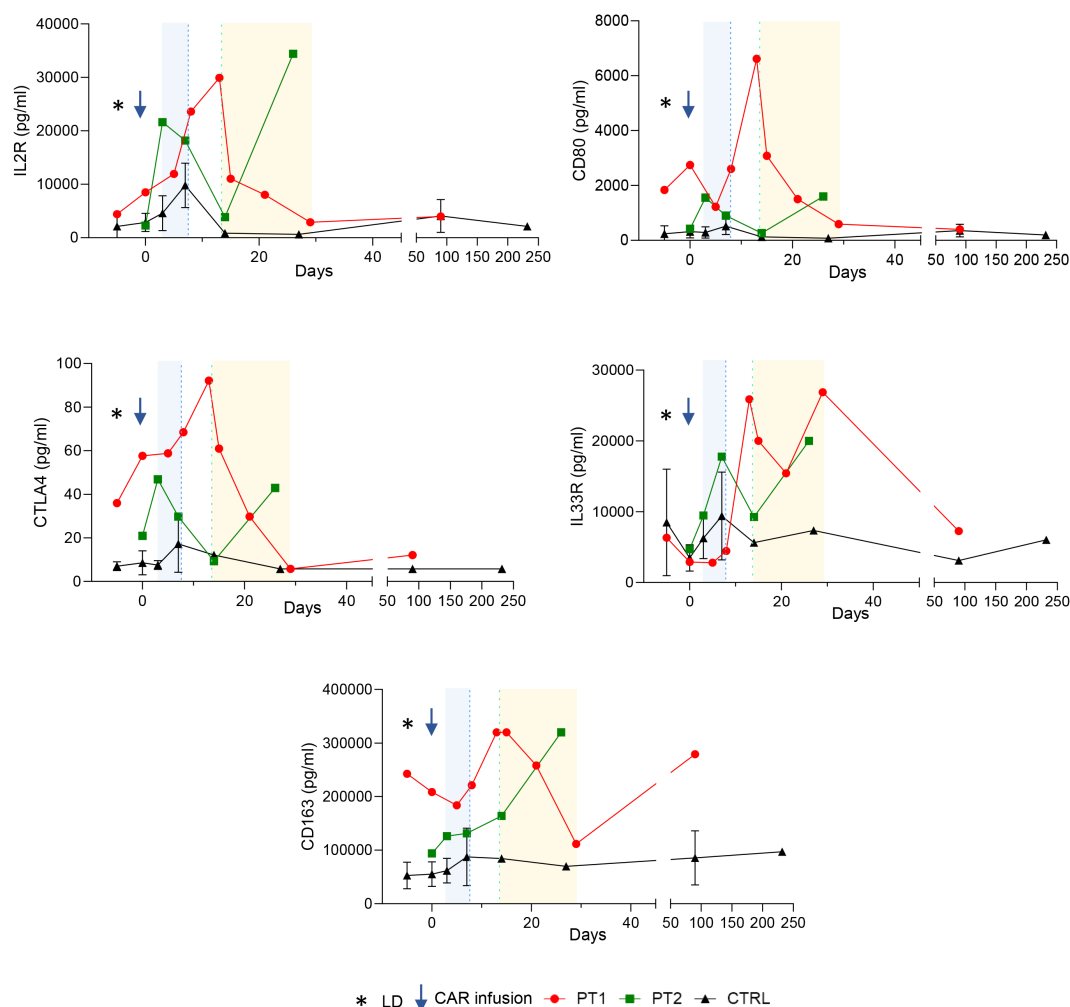 IL2R (pg/ml)
40000
30000
20000
10000
0
*
0 20 40 50 100 150 200 250
Days
CD80 (pg/ml)
8000
6000
4000
2000
0
*
0 20 40 50 100 150 200 250
Days
CTLA4 (pg/ml)
100
80
60
40
20
0
*
0 20 40 50 100 150 200 250
Days
IL33R (pg/ml)
30000
20000
10000
0
*
0 20 40 50 100 150 200 250
Days
CD163 (pg/ml)
400000
300000
200000
100000
0
*
0 20 40 50 100 150 200 250
Days
* LD CAR infusion PT1 PT2 CTRL